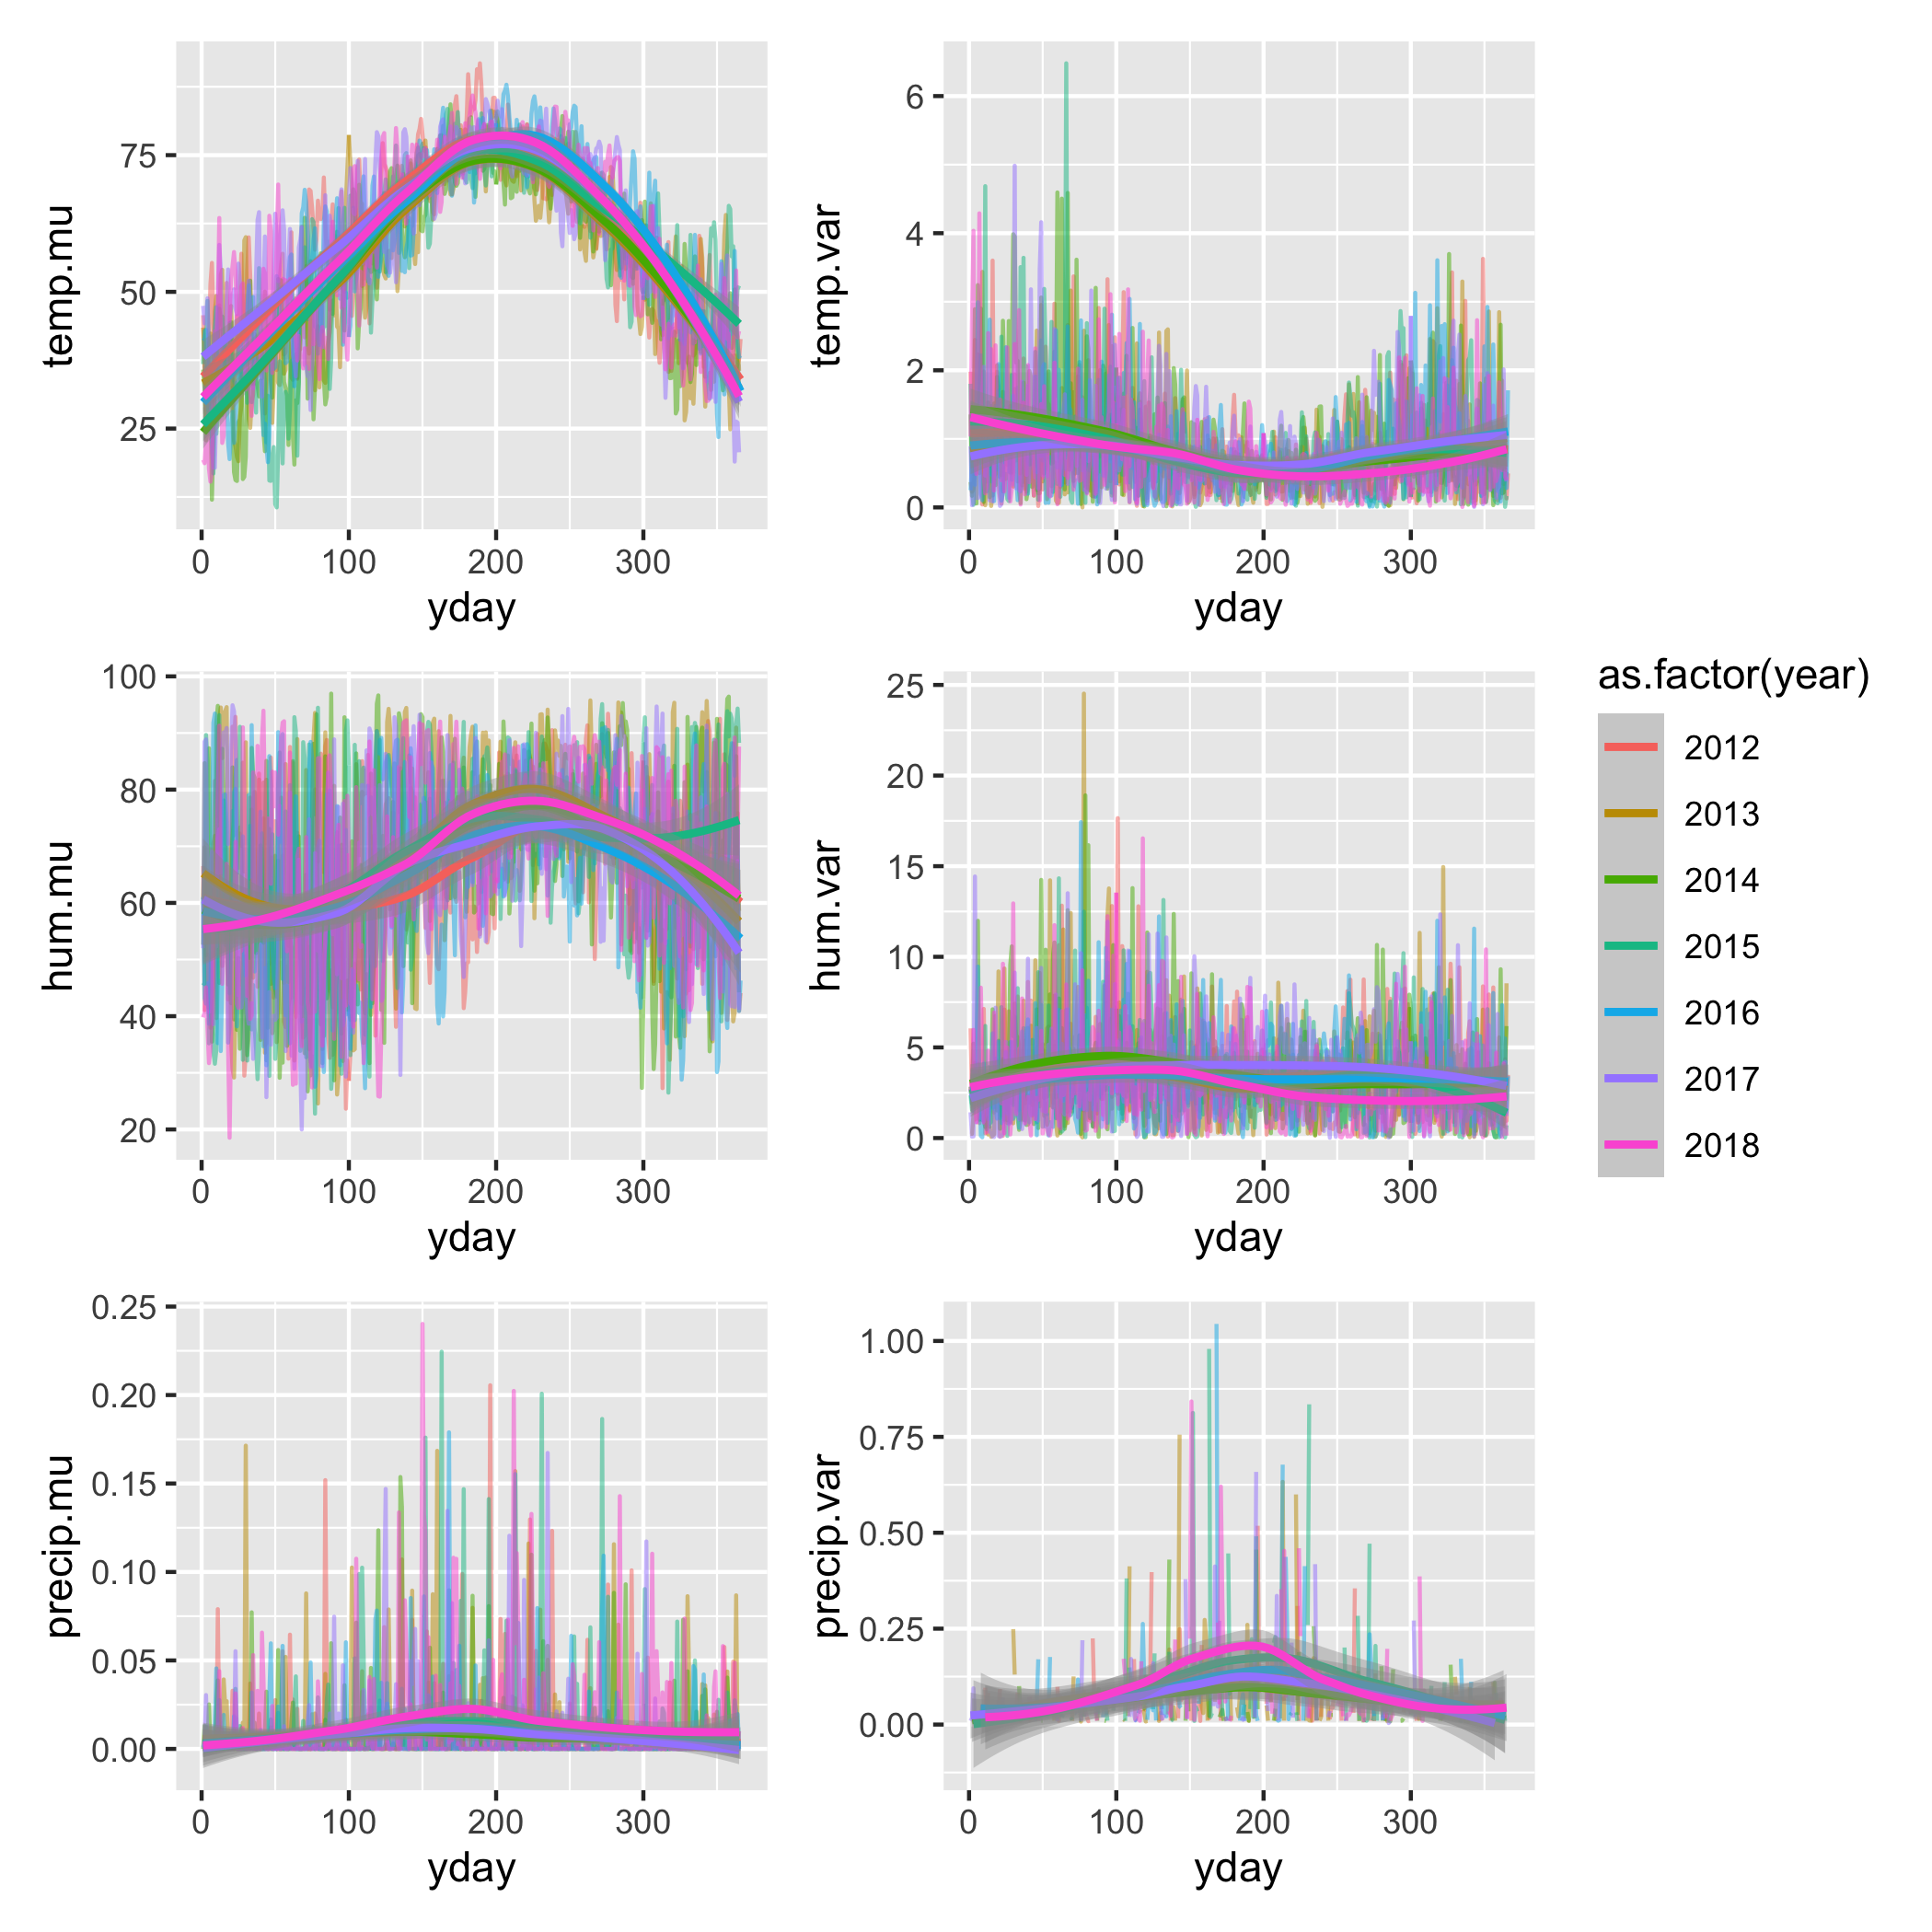 temp.mu
75
50
25
0 100 200 300
yday
temp.var
6
4
2
0
0 100 200 300
yday
hum.mu
100
80
60
40
20
0 100 200 300
yday
hum.var
25
20
15
10
5
0
0 100 200 300
yday
as.factor(year)
2012
2013
2014
2015
2016
2017
2018
precip.mu
0.25
0.20
0.15
0.10
0.05
0.00
0 100 200 300
yday
precip.var
1.00
0.75
0.50
0.25
0.00
0 100 200 300
yday